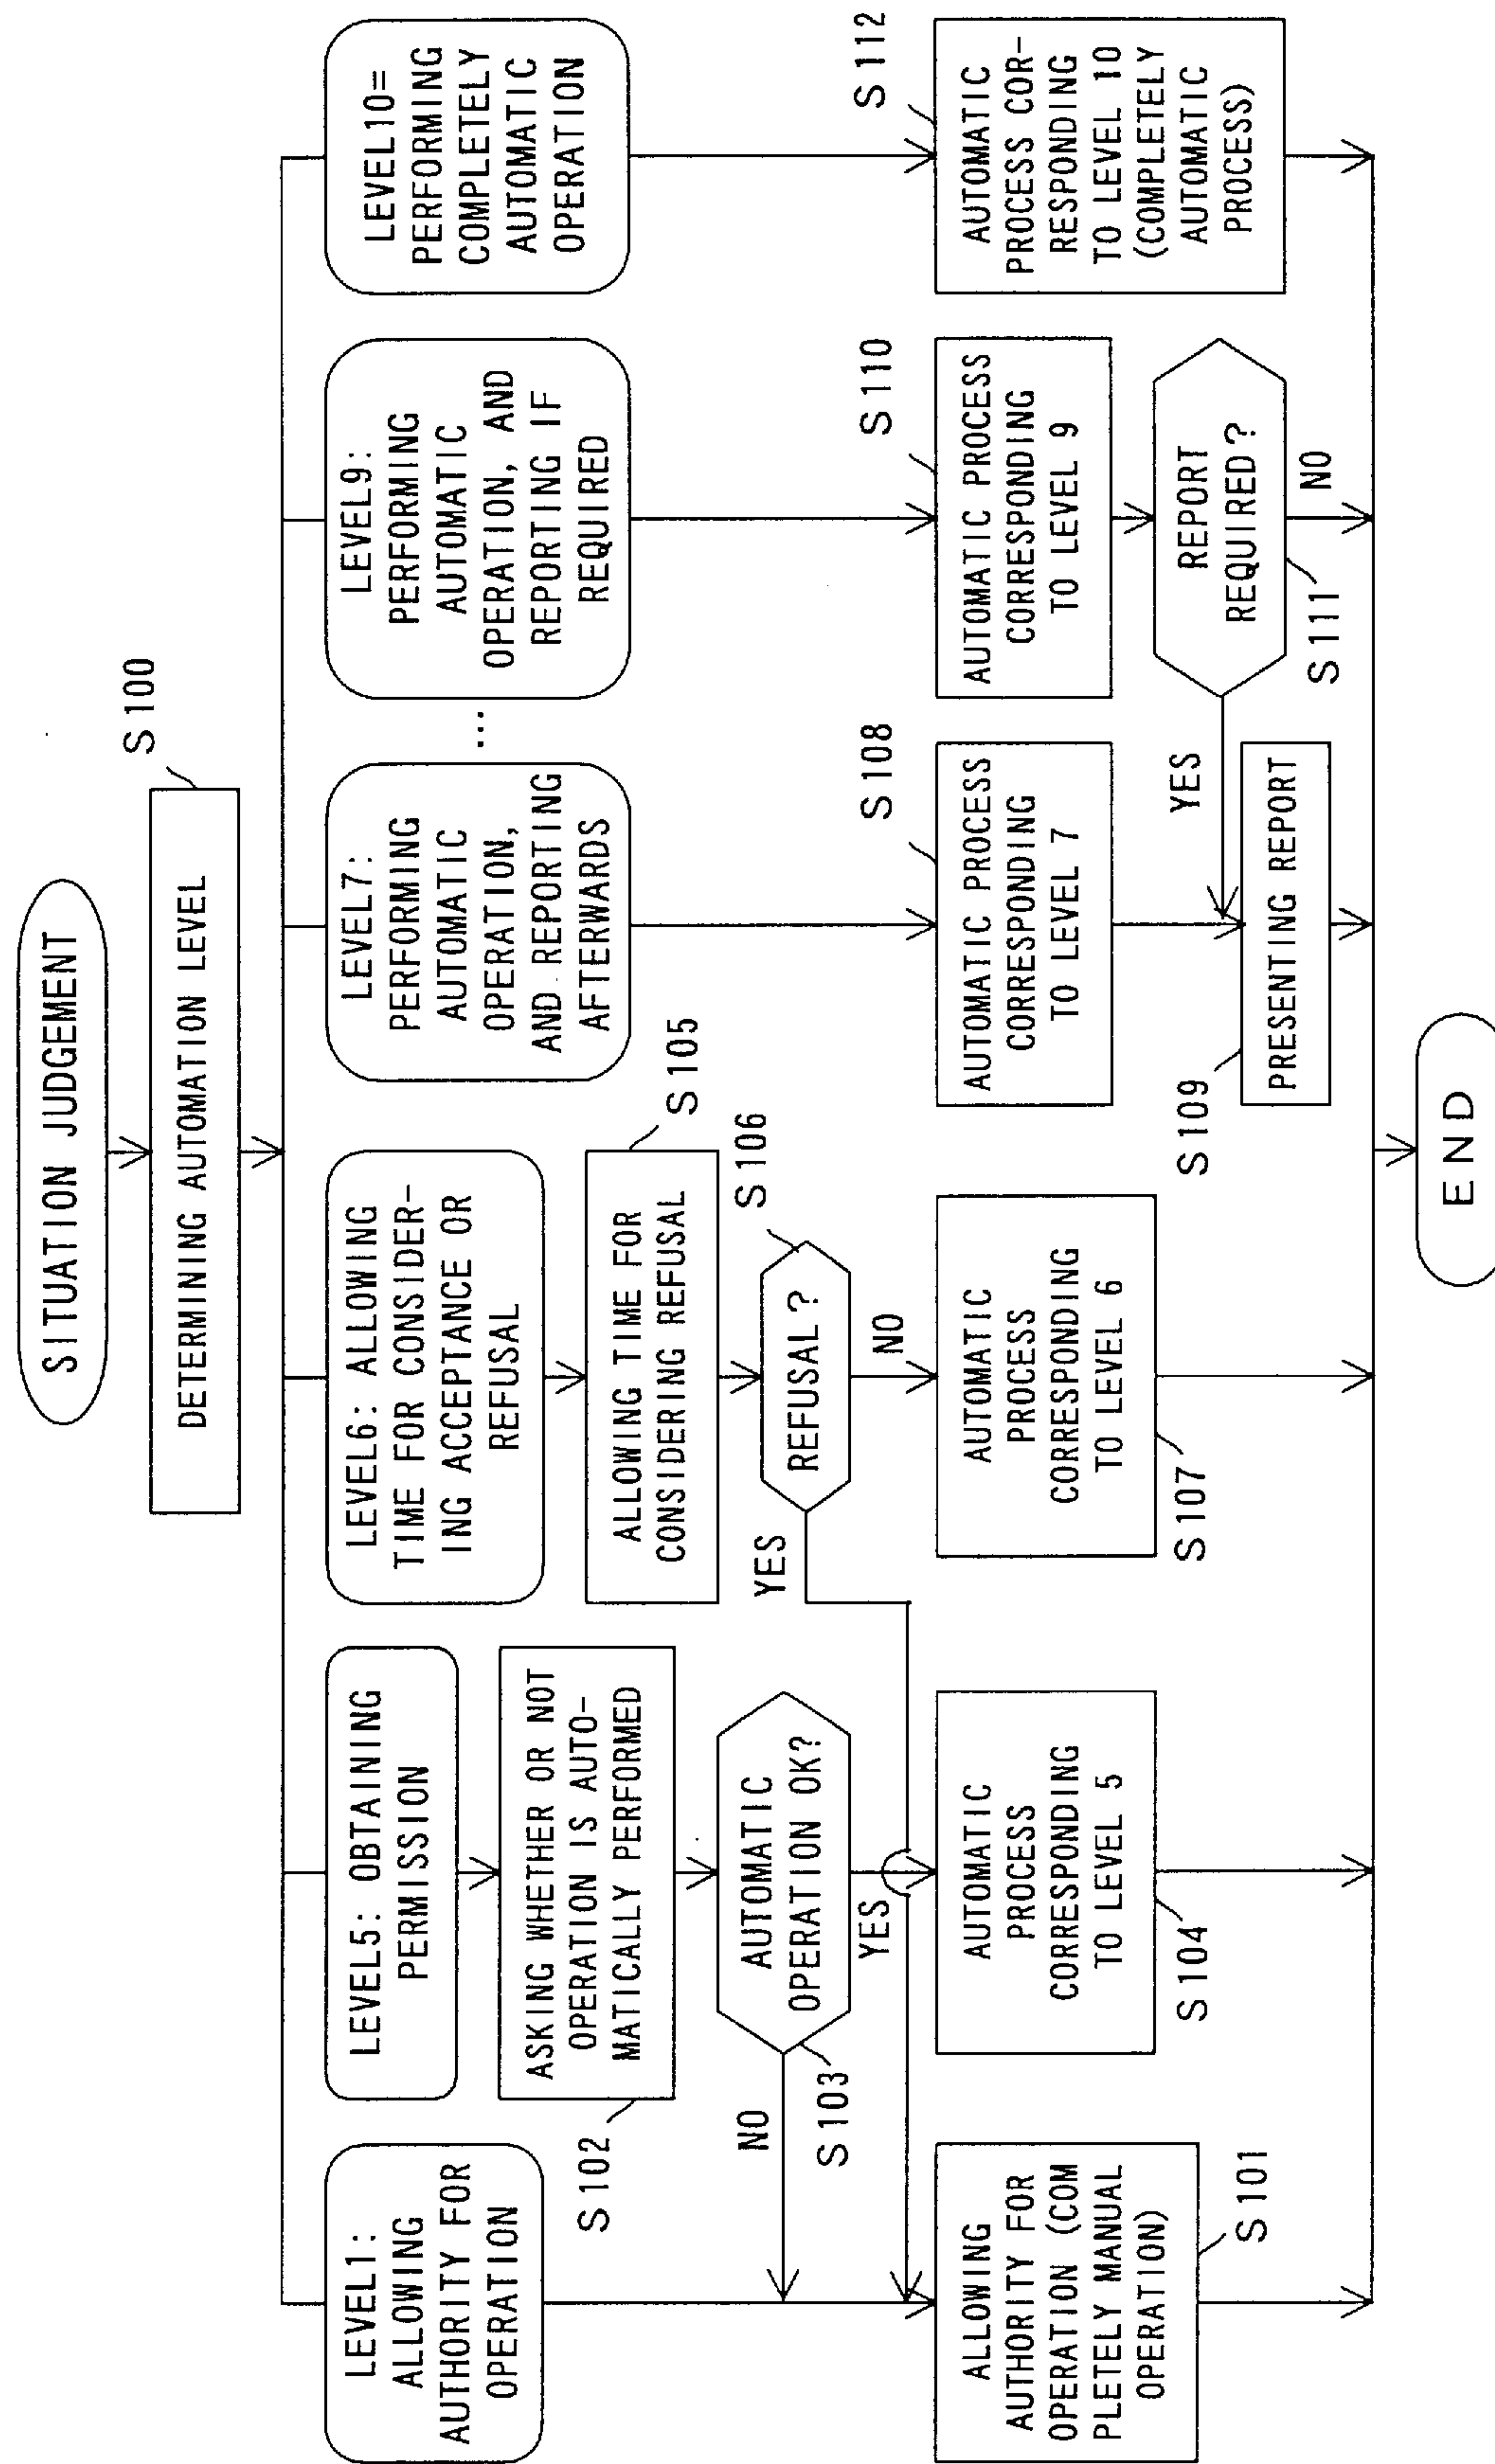 SITUATION JUDGEMENT
S100
DETERMINING AUTOMATION LEVEL
LEVEL1:
ALLOWING
AUTHORITY FOR
OPERATION
LEVEL5: OBTAINING
PERMISSION
S102
ASKING WHETHER OR NOT
OPERATION IS AUTO-
MATICALLY PERFORMED
AUTOMATIC
OPERATION OK?
S103
NO
YES
LEVEL6: ALLOWING
TIME FOR CONSIDER-
ING ACCEPTANCE OR
REFUSAL
S105
ALLOWING TIME FOR
CONSIDERING REFUSAL
S106
REFUSAL?
YES
NO
LEVEL7:
PERFORMING
AUTOMATIC
OPERATION,
AND REPORTING
AFTERWARDS
...
LEVEL9:
PERFORMING
AUTOMATIC
OPERATION, AND
REPORTING IF
REQUIRED
LEVEL10=
PERFORMING
COMPLETELY
AUTOMATIC
OPERATION
ALLOWING
AUTHORITY FOR
OPERATION (COM
PLETELY MANUAL
OPERATION)
S101
AUTOMATIC
PROCESS
CORRESPONDING
TO LEVEL 5
S104
AUTOMATIC
PROCESS
CORRESPONDING
TO LEVEL 6
S107
S108
AUTOMATIC PROCESS
CORRESPONDING
TO LEVEL 7
S109
PRESENTING REPORT
S110
AUTOMATIC PROCESS
CORRESPONDING
TO LEVEL 9
REPORT
REQUIRED?
S111
YES
NO
S112
AUTOMATIC
PROCESS COR-
RESPONDING
TO LEVEL 10
(COMPLETELY
AUTOMATIC
PROCESS)
END